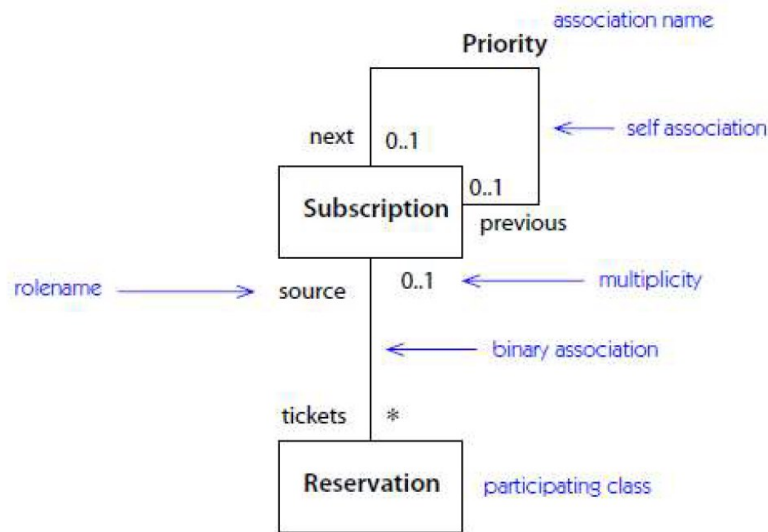 association name
Priority
next 0..1
self association
0..1
Subscription
previous
rolename source 0..1 multiplicity
binary association
tickets *
Reservation participating class